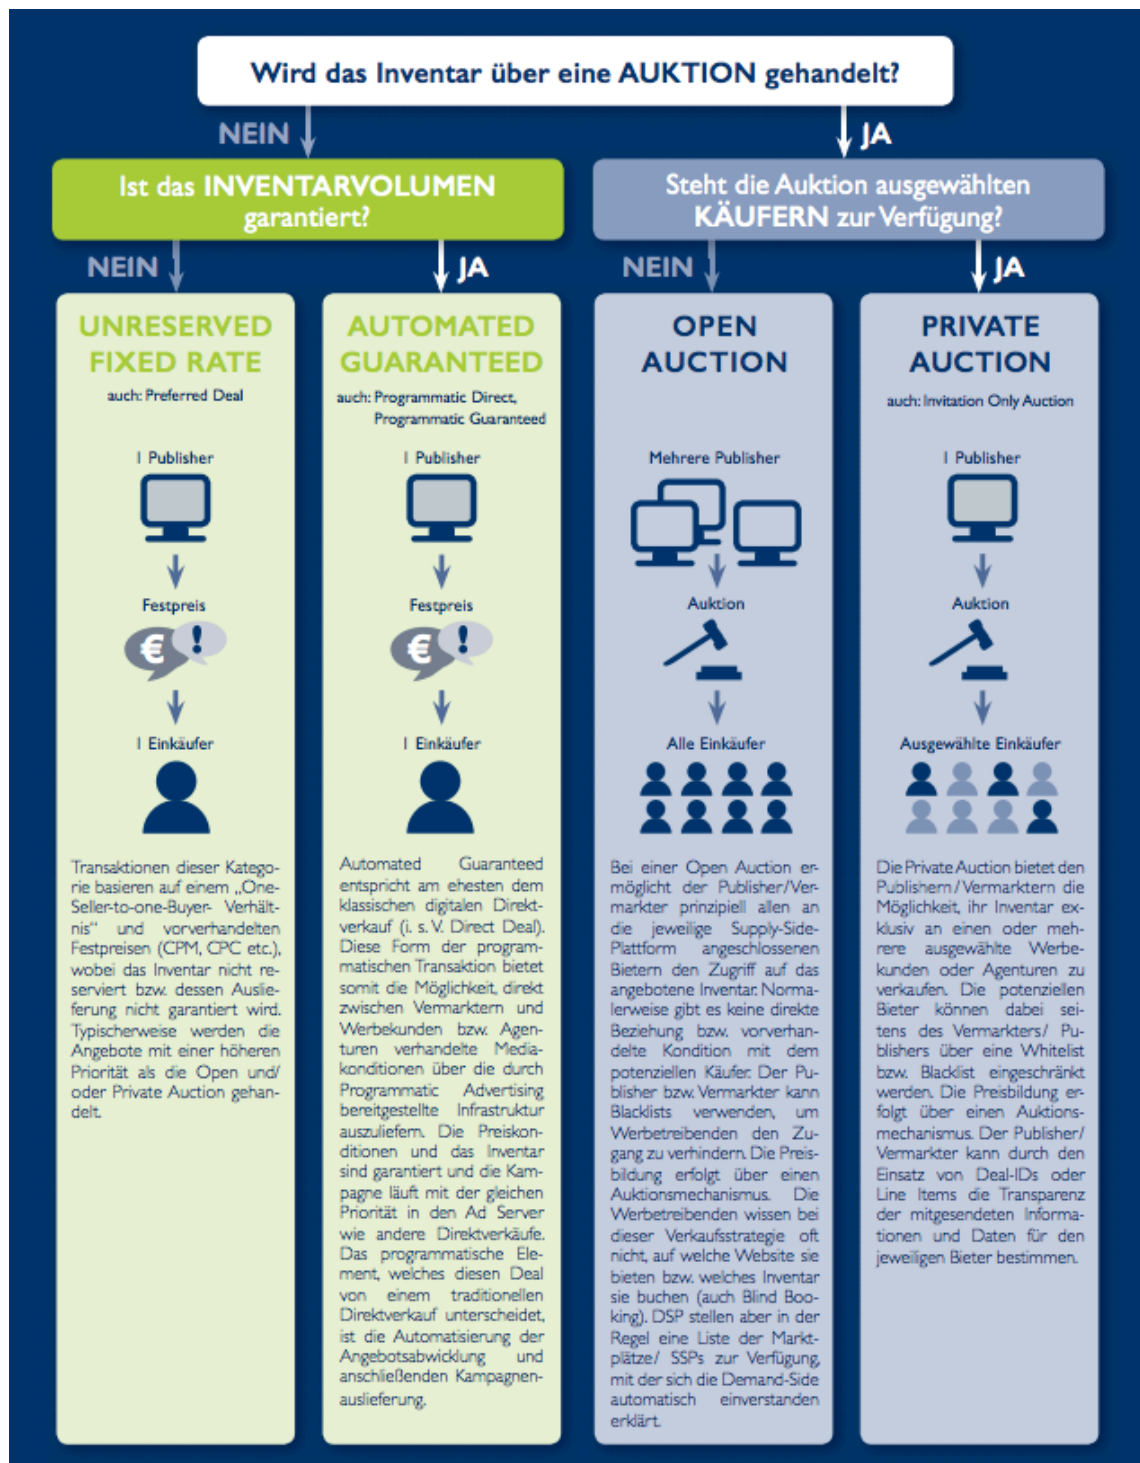 Wird das Inventar über eine AUKTION gehandelt?
NEIN
JA
Ist das INVENTARVOLUMEN
garantiert?
Steht die Auktion ausgewählten
KÄUFERN zur Verfügung?
NEIN
JA
NEIN
JA
UNRESERVED
FIXED RATE
auch: Preferred Deal
1 Publisher
Festpreis
€ !
1 Einkäufer
Transaktionen dieser Katego-
rie basieren auf einem „One-
Seller-to-one-Buyer- Verhält-
nis“ und vorverhandelten
Festpreisen (CPM, CPC etc.),
wobei das Inventar nicht re-
serviert bzw. dessen Auslie-
ferung nicht garantiert wird.
Typischerweise werden die
Angebote mit einer höheren
Priorität als die Open und/
oder Private Auction gehan-
delt.
AUTOMATED
GUARANTEED
auch: Programmatic Direct,
Programmatic Guaranteed
1 Publisher
Festpreis
€ !
1 Einkäufer
Automated Guaranteed
entspricht am ehesten dem
klassischen digitalen Direkt-
verkauf (i. s. V. Direct Deal).
Diese Form der program-
matischen Transaktion bietet
somit die Möglichkeit, direkt
zwischen Vermarktern und
Werbekunden bzw. Agen-
turen verhandelte Media-
konditionen über die durch
Programmatic Advertising
bereitgestellte Infrastruktur
auszuliefern. Die Preiskon-
ditionen und das Inventar
sind garantiert und die Kam-
pagne läuft mit der gleichen
Priorität in den Ad Server
wie andere Direktverkäufe.
Das programmatische Ele-
ment, welches diesen Deal
von einem traditionellen
Direktverkauf unterscheidet,
ist die Automatisierung der
Angebotsabwicklung und
anschließenden Kampagnen-
auslieferung.
OPEN
AUCTION
Mehrere Publisher
Auktion
Alle Einkäufer
Bei einer Open Auction er-
möglicht der Publisher/Ver-
markter prinzipiell allen an
die jeweilige Supply-Side-
Plattform angeschlossenen
Bietern den Zugriff auf das
angebotene Inventar. Norma-
lerweise gibt es keine direkte
Beziehung bzw. vorverhan-
delte Kondition mit dem
potenziellen Käufer. Der Pu-
blisher bzw. Vermarkter kann
Blacklists verwenden, um
Werbetreibenden den Zu-
gang zu verhindern. Die Preis-
bildung erfolgt über einen
Auktionsmechanismus. Die
Werbetreibenden wissen bei
dieser Verkaufsstrategie oft
nicht, auf welche Website sie
bieten bzw. welches Inventar
sie buchen (auch Blind Boo-
king). DSP stellen aber in der
Regel eine Liste der Markt-
plätze/ SSPs zur Verfügung,
mit der sich die Demand-Side
automatisch einverstanden
erklärt.
PRIVATE
AUCTION
auch: Invitation Only Auction
1 Publisher
Auktion
Ausgewählte Einkäufer
Die Private Auction bietet den
Publishern / Vermarktern die
Möglichkeit, ihr Inventar ex-
klusiv an einen oder meh-
rere ausgewählte Werbe-
kunden oder Agenturen zu
verkaufen. Die potenziellen
Bieter können dabei sei-
tens des Vermarkters/ Pu-
blishers über eine Whitelist
bzw. Blacklist eingeschränkt
werden. Die Preisbildung er-
folgt über einen Auktions-
mechanismus. Der Publisher/
Vermarkter kann durch den
Einsatz von Deal-IDs oder
Line Items die Transparenz
der mitgesendeten Informa-
tionen und Daten für den
jeweiligen Bieter bestimmen.